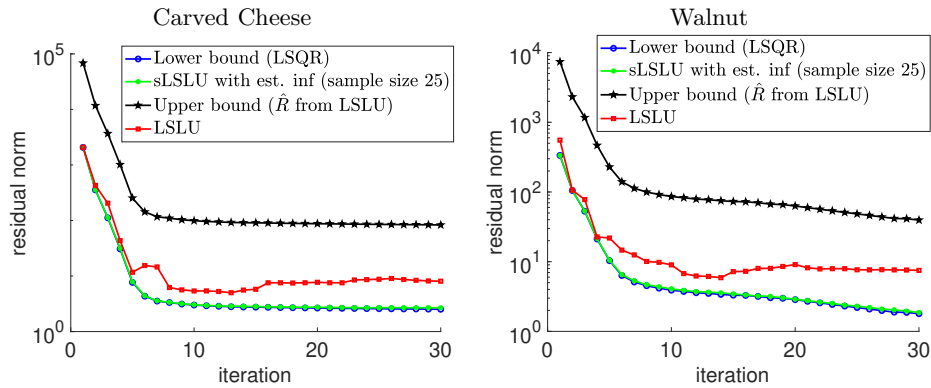 Carved Cheese
10^5
Lower bound (LSQR)
sLSLU with est. inf (sample size 25)
Upper bound (R̂ from LSLU)
LSLU
residual norm
10^0
0
10
20
30
iteration
Walnut
10^4
Lower bound (LSQR)
sLSLU with est. inf (sample size 25)
Upper bound (R̂ from LSLU)
LSLU
10^3
10^2
10^1
10^0
residual norm
0
10
20
30
iteration